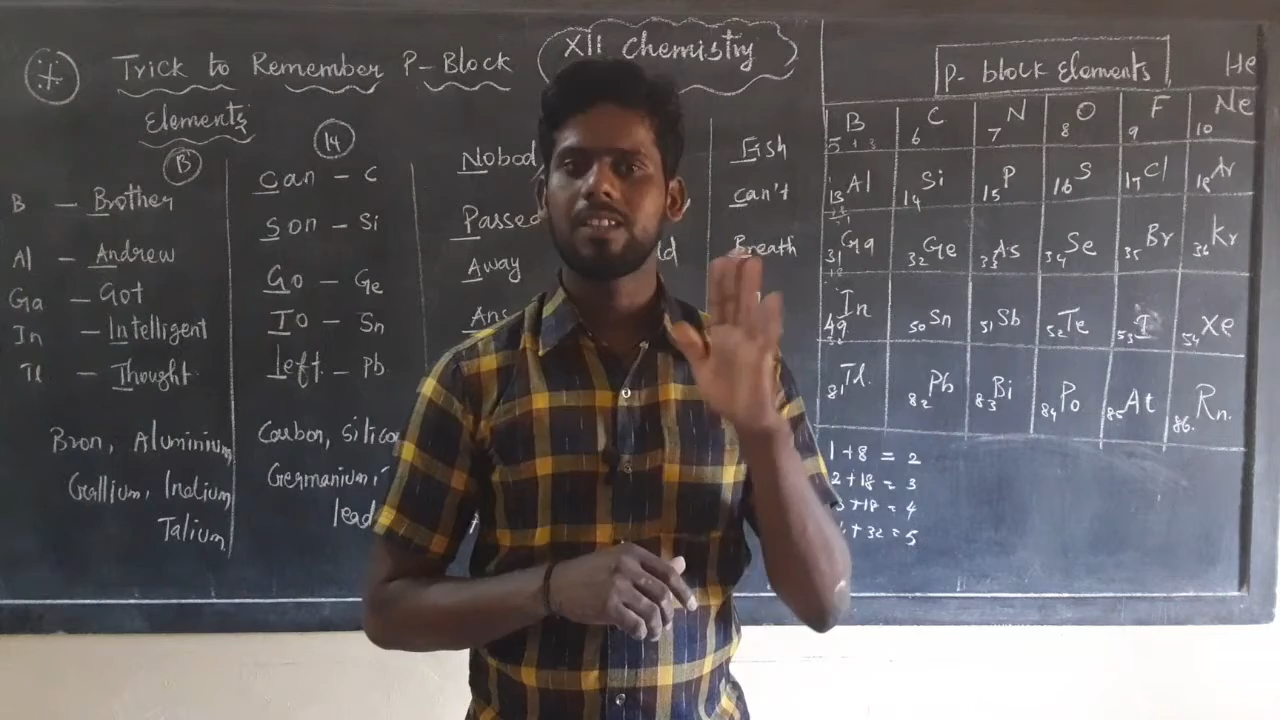 Trick to Remember P-Block
Elements
XII Chemistry
B
B – Brother
Al – Andrew
Ga – Got
In – Intelligent
Tl – Thought
Bron, Aluminium,
Gallium, Indium,
Talium
14
Can – C
Son – Si
Go – Ge
To – Sn
left – Pb
Carbon,
Germanium,
lead
Passed
Away
Fish
can't
Breath
P- block Elements
He
B 5 C 6 N 7 O 8 F 9 Ne 10
Al 13 Si 14 P 15 S 16 Cl 17 Ar 18
Ga 31 Ge 32 As 33 Se 34 Br 35 Kr 36
In 49 Sn 50 Sb 51 Te 52 I 53 Xe 54
Tl. 81 Pb 82 Bi 83 Po 84 At 85 Rn. 86.
1+8 = 2
2+18 = 3
3+18 = 4
+ 32 = 5